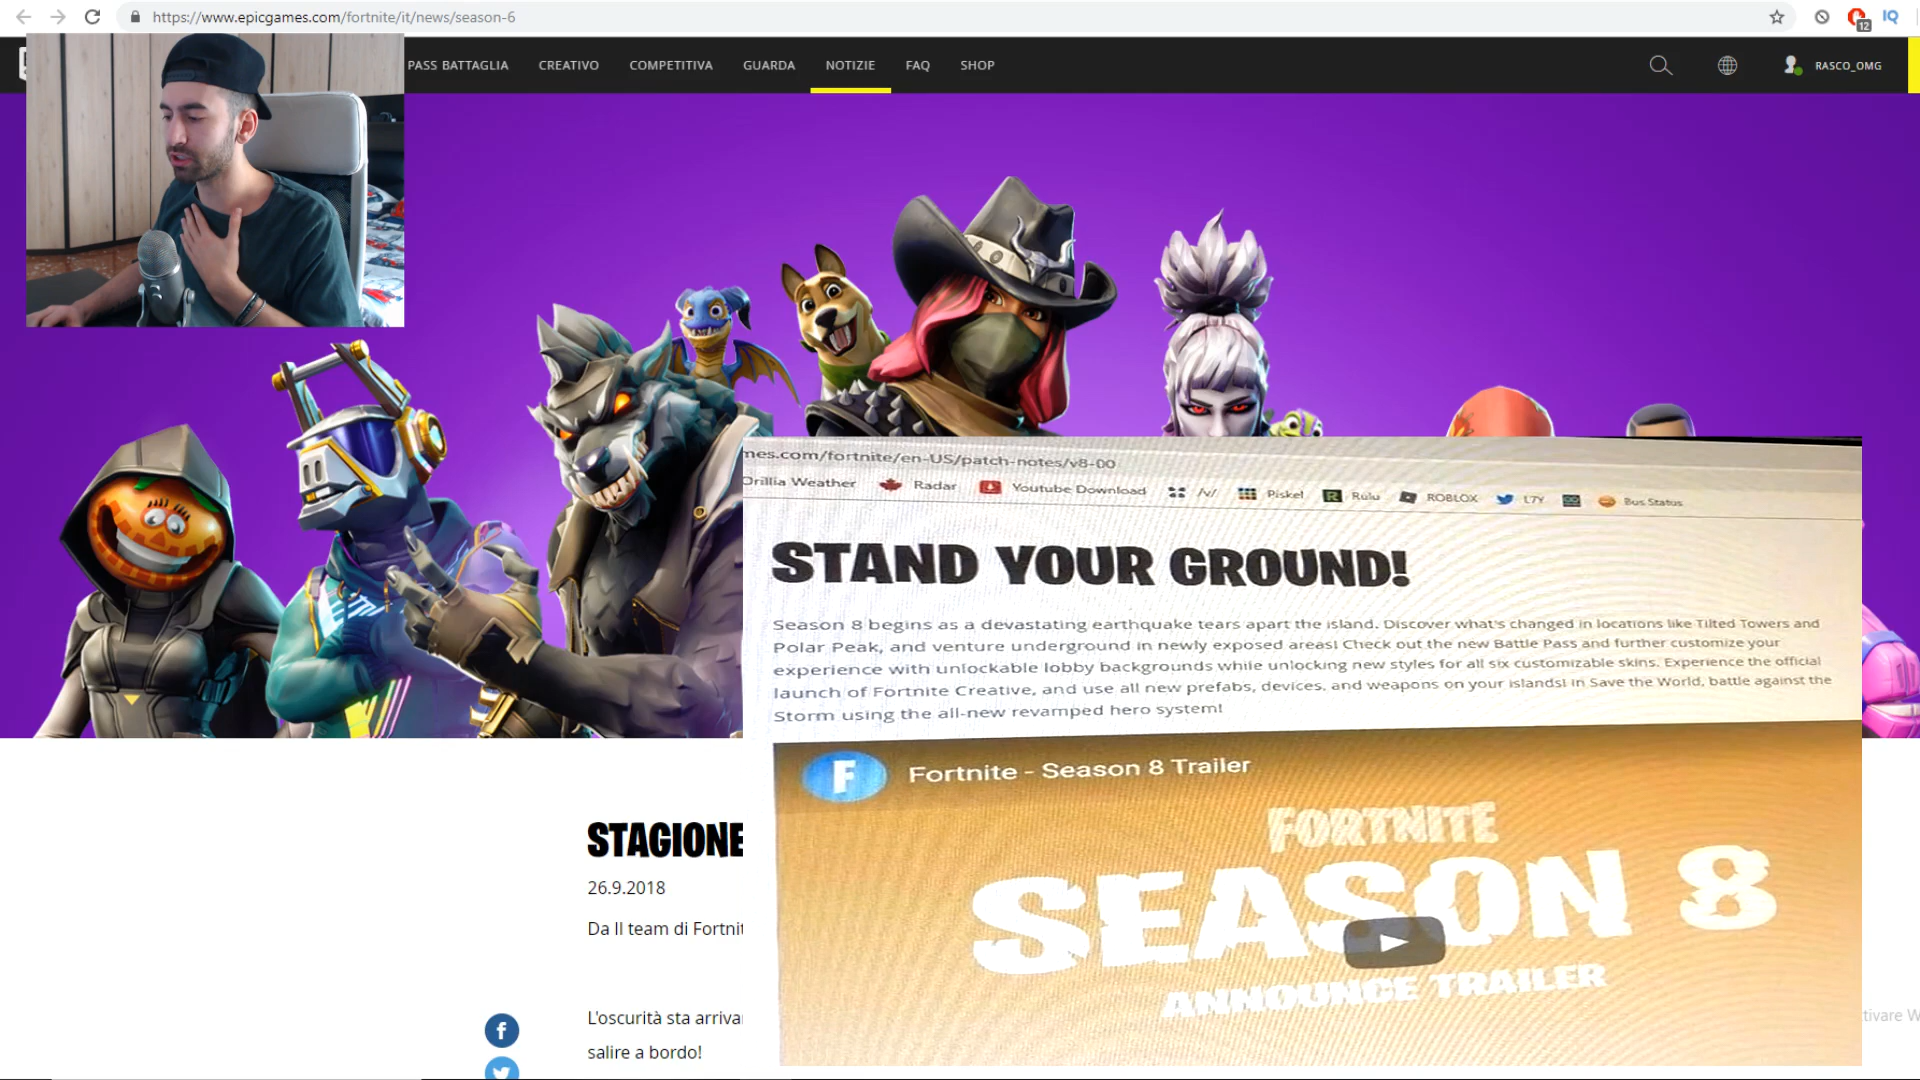 https://www.epicgames.com/fortnite/it/news/season-6
12
IQ
PASS BATTAGLIA CREATIVO COMPETITIVA GUARDA NOTIZIE FAQ SHOP
RASCO_OMG
mes.com/fortnite/en-US/patch-notes/v8-00
Orillia Weather Radar Youtube Download /v/ Piskel Rulu ROBLOX L7Y Bus Status
STAND YOUR GROUND!
Season 8 begins as a devastating earthquake tears apart the island. Discover what's changed in locations like Tilted Towers and
Polar Peak, and venture underground in newly exposed areas! Check out the new Battle Pass and further customize your
experience with unlockable lobby backgrounds while unlocking new styles for all six customizable skins. Experience the official
launch of Fortnite Creative, and use all new prefabs, devices, and weapons on your islands! In Save the World, battle against the
Storm using the all-new revamped hero system!
F Fortnite - Season 8 Trailer
FORTNITE
SEASON 8
ANNOUNCE TRAILER
STAGIONE
26.9.2018
Da Il team di Fortnit
L'oscurità sta arriva
salire a bordo!
tivare W